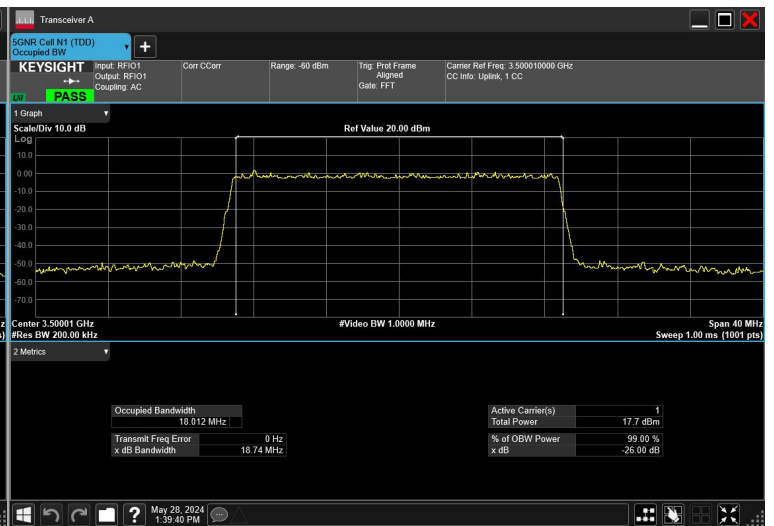 Transceiver A
5GNR Cell N1 (TDD)
Occupied BW
KEYSIGHT
Input: RFIO1
Output: RFIO1
Coupling: AC
Corr CCorr
Range: -60 dBm
Trig: Prot Frame
Aligned
Gate: FFT
Carrier Ref Freq: 3.500010000 GHz
CC Info: Uplink, 1 CC
LXI
PASS
1 Graph
Scale/Div 10.0 dB
Ref Value 20.00 dBm
Log
10.0
0.00
-10.0
-20.0
-30.0
-40.0
-50.0
-60.0
-70.0
Center 3.50001 GHz
#Video BW 1.0000 MHz
Span 40 MHz
#Res BW 200.00 kHz
Sweep 1.00 ms (1001 pts)
2 Metrics
Occupied Bandwidth
18.012 MHz
Transmit Freq Error 0 Hz
x dB Bandwidth 18.74 MHz
Active Carrier(s) 1
Total Power 17.7 dBm
% of OBW Power 99.00 %
x dB -26.00 dB
May 28, 2024
1:39:40 PM